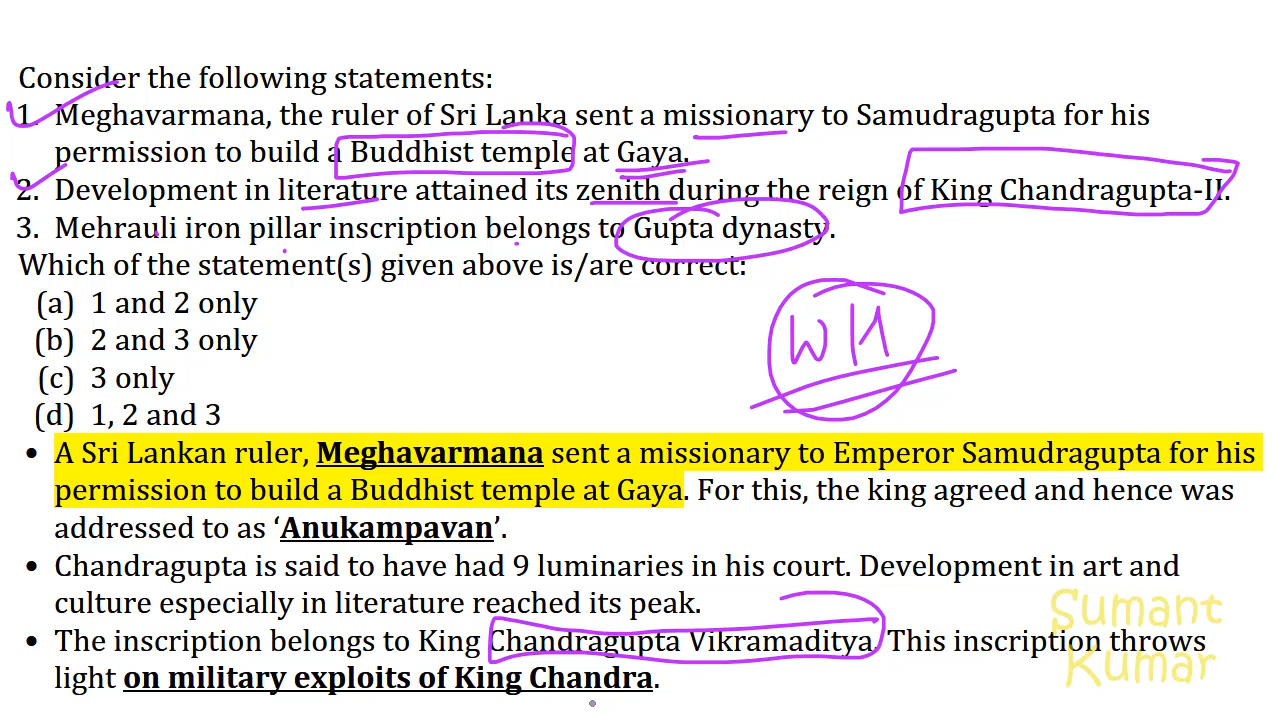 Consider the following statements:
1. Meghavarmana, the ruler of Sri Lanka sent a missionary to Samudragupta for his
permission to build a Buddhist temple at Gaya.
2. Development in literature attained its zenith during the reign of King Chandragupta-II.
3. Mehrauli iron pillar inscription belongs to Gupta dynasty.
Which of the statement(s) given above is/are correct:
(a) 1 and 2 only
(b) 2 and 3 only
(c) 3 only
(d) 1, 2 and 3
• A Sri Lankan ruler, Meghavarmana sent a missionary to Emperor Samudragupta for his
permission to build a Buddhist temple at Gaya. For this, the king agreed and hence was
addressed to as ‘Anukampavan’.
• Chandragupta is said to have had 9 luminaries in his court. Development in art and
culture especially in literature reached its peak.
• The inscription belongs to King Chandragupta Vikramaditya. This inscription throws
light on military exploits of King Chandra.
Sumant
Kumar